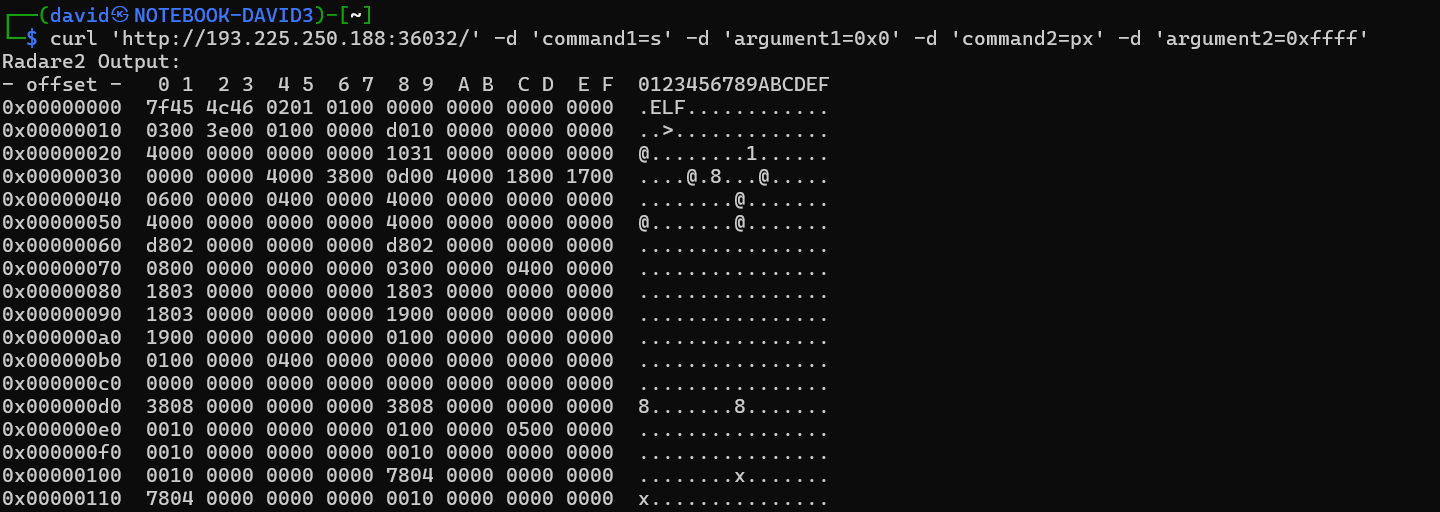 ┌──(david㉿NOTEBOOK-DAVID3)-[~]
└─$ curl 'http://193.225.250.188:36032/' -d 'command1=s' -d 'argument1=0x0' -d 'command2=px' -d 'argument2=0xffff'
Radare2 Output:
- offset -   0 1  2 3  4 5  6 7  8 9  A B  C D  E F  0123456789ABCDEF
0x00000000  7f45 4c46 0201 0100 0000 0000 0000 0000  .ELF............
0x00000010  0300 3e00 0100 0000 d010 0000 0000 0000  ..>.............
0x00000020  4000 0000 0000 0000 1031 0000 0000 0000  @........1......
0x00000030  0000 0000 4000 3800 0d00 4000 1800 1700  ....@.8...@.....
0x00000040  0600 0000 0400 0000 4000 0000 0000 0000  ........@.......
0x00000050  4000 0000 0000 0000 4000 0000 0000 0000  @.......@.......
0x00000060  d802 0000 0000 0000 d802 0000 0000 0000  ................
0x00000070  0800 0000 0000 0000 0300 0000 0400 0000  ................
0x00000080  1803 0000 0000 0000 1803 0000 0000 0000  ................
0x00000090  1803 0000 0000 0000 1900 0000 0000 0000  ................
0x000000a0  1900 0000 0000 0000 0100 0000 0000 0000  ................
0x000000b0  0100 0000 0400 0000 0000 0000 0000 0000  ................
0x000000c0  0000 0000 0000 0000 0000 0000 0000 0000  ................
0x000000d0  3808 0000 0000 0000 3808 0000 0000 0000  8.......8.......
0x000000e0  0010 0000 0000 0000 0100 0000 0500 0000  ................
0x000000f0  0010 0000 0000 0000 0010 0000 0000 0000  ................
0x00000100  0010 0000 0000 0000 7804 0000 0000 0000  ........x.......
0x00000110  7804 0000 0000 0000 0010 0000 0000 0000  x...............